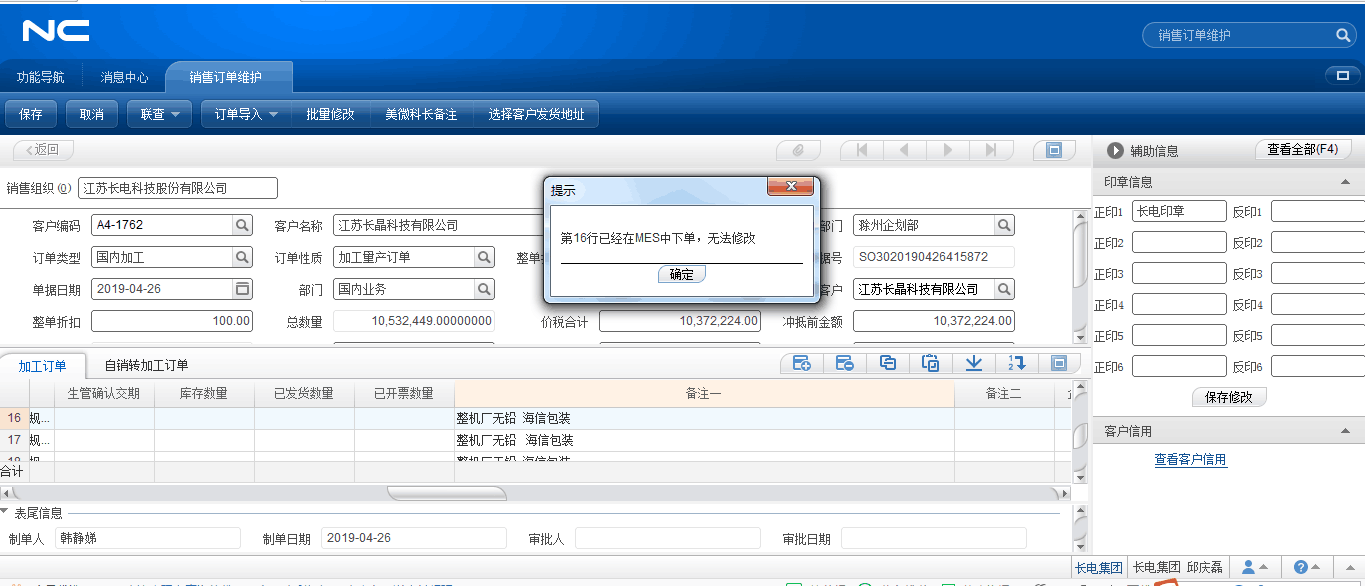 NC
销售订单维护
功能导航 消息中心 销售订单维护
保存 取消 联查 订单导入 批量修改 美微科长备注 选择客户发货地址
返回
辅助信息 查看全部(F4)
销售组织 (O) 江苏长电科技股份有限公司
印章信息
提示
第16行已经在MES中下单，无法修改
确定
客户编码 A4-1762 客户名称 江苏长晶科技有限公司 部门 滁州企划部
订单类型 国内加工 订单性质 加工量产订单 整单 据号 SO3020190426415872
单据日期 2019-04-26 部门 国内业务 客户 江苏长晶科技有限公司
整单折扣 100.00 总数量 10,532,449.00000000 价税合计 10,372,224.00 冲抵前金额 10,372,224.00
正印1 长电印章 反印1
正印2 反印2
正印3 反印3
正印4 反印4
正印5 反印5
正印6 反印6
保存修改
客户信用
查看客户信用
加工订单 自销转加工订单
生管确认交期 库存数量 已发货数量 已开票数量 备注一 备注二
16 规... 整机厂无铅 海信包装
17 规... 整机厂无铅 海信包装
18 规... 整机厂无铅 海信包装
合计
表尾信息
制单人 韩静娣 制单日期 2019-04-26 审批人 审批日期
长电集团 长电集团 邱庆磊